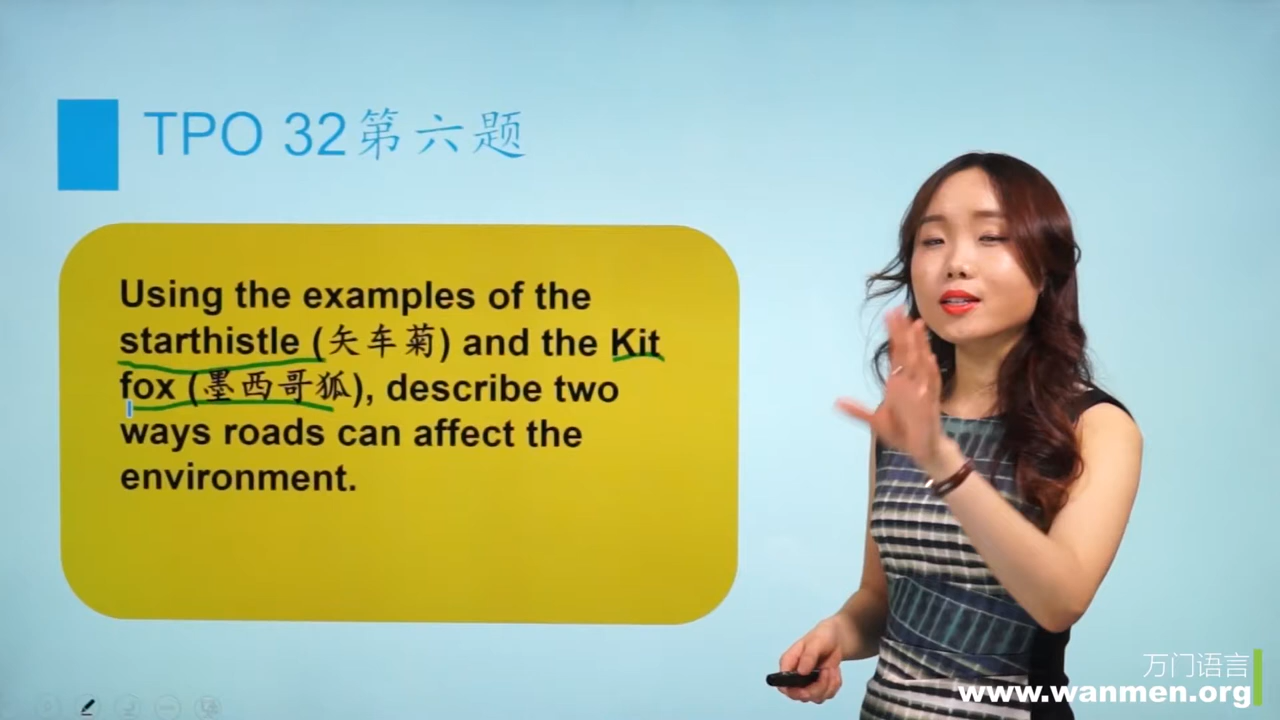 TPO 32第六题
Using the examples of the
starthistle (矢车菊) and the Kit
fox (墨西哥狐), describe two
ways roads can affect the
environment.
万门语言
www.wanmen.org